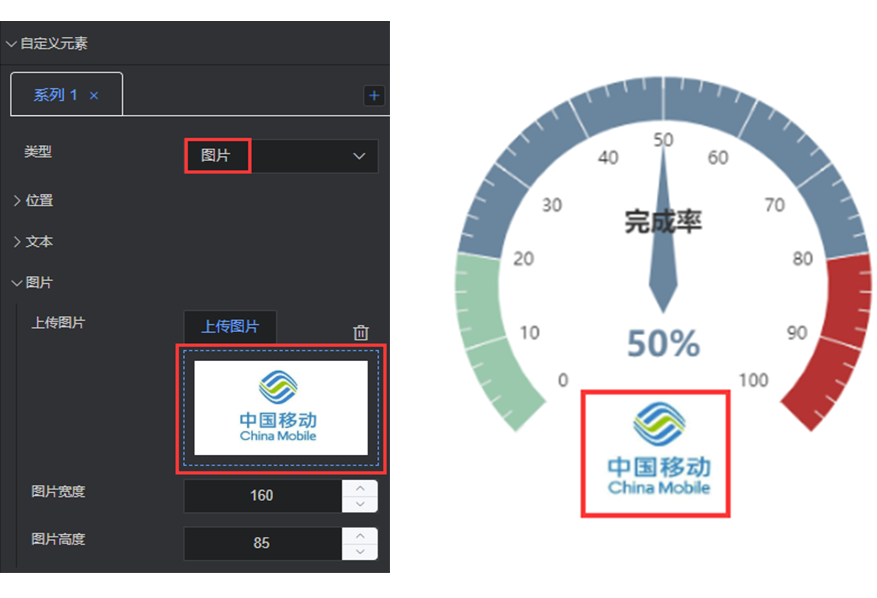 自定义元素
系列 1 ×
+
类型
图片
位置
文本
图片
上传图片
上传图片
中国移动
China Mobile
图片宽度
160
图片高度
85
50
40
60
30
70
完成率
20
80
10
90
50%
0
100
中国移动
China Mobile